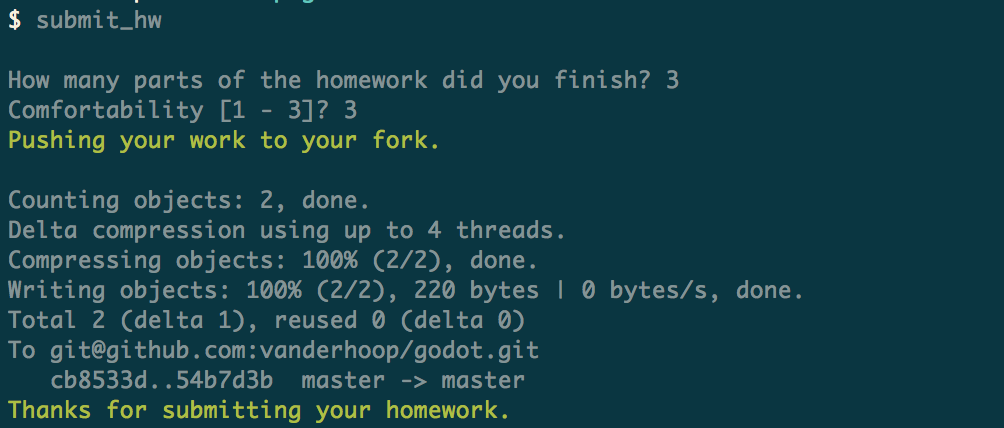 $ submit_hw
How many parts of the homework did you finish? 3
Comfortability [1 - 3]? 3
Pushing your work to your fork.
Counting objects: 2, done.
Delta compression using up to 4 threads.
Compressing objects: 100% (2/2), done.
Writing objects: 100% (2/2), 220 bytes | 0 bytes/s, done.
Total 2 (delta 1), reused 0 (delta 0)
To git@github.com:vanderhoop/godot.git
   cb8533d..54b7d3b  master -> master
Thanks for submitting your homework.